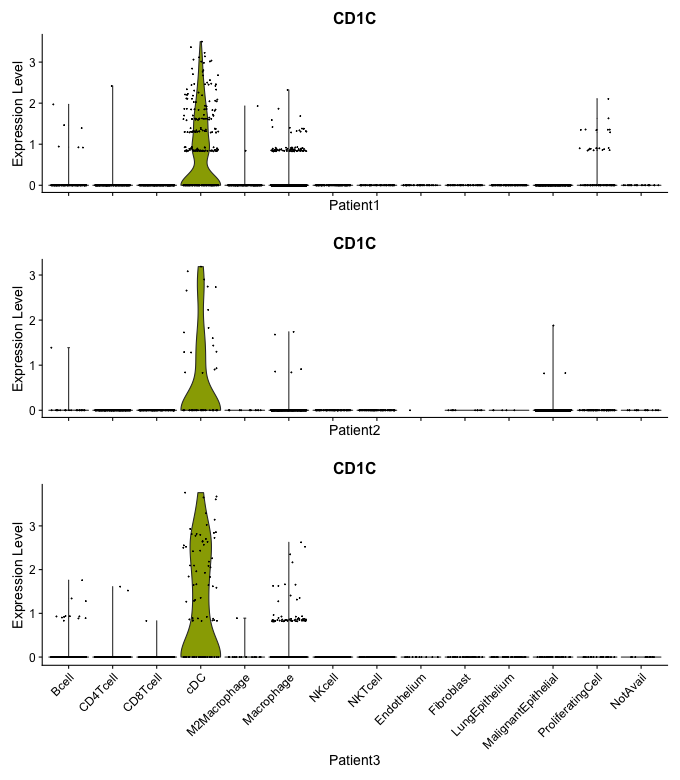 CD1C
Expression Level
3
2
1
0
Patient1
CD1C
Expression Level
3
2
1
0
Patient2
CD1C
Expression Level
3
2
1
0
Bcell
CD4Tcell
CD8Tcell
cDC
M2Macrophage
Macrophage
NKcell
NKTcell
Endothelium
Fibroblast
LungEpithelium
MalignantEpithelial
ProliferatingCell
NotAvail
Patient3